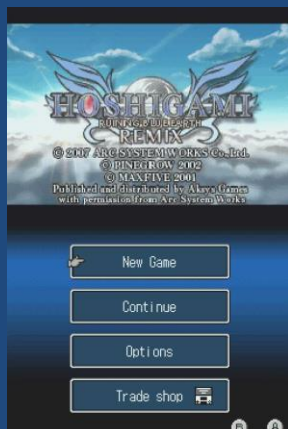 HOSHIGAMI
RUINING BLUE EARTH
REMIX
© 2007 ARC SYSTEM WORKS Co., Ltd.
© PINEGROW 2002
© MAXFIVE 2001
Published and distributed by Aksys Games
with permission from Arc System Works
New Game
Continue
Options
Trade shop